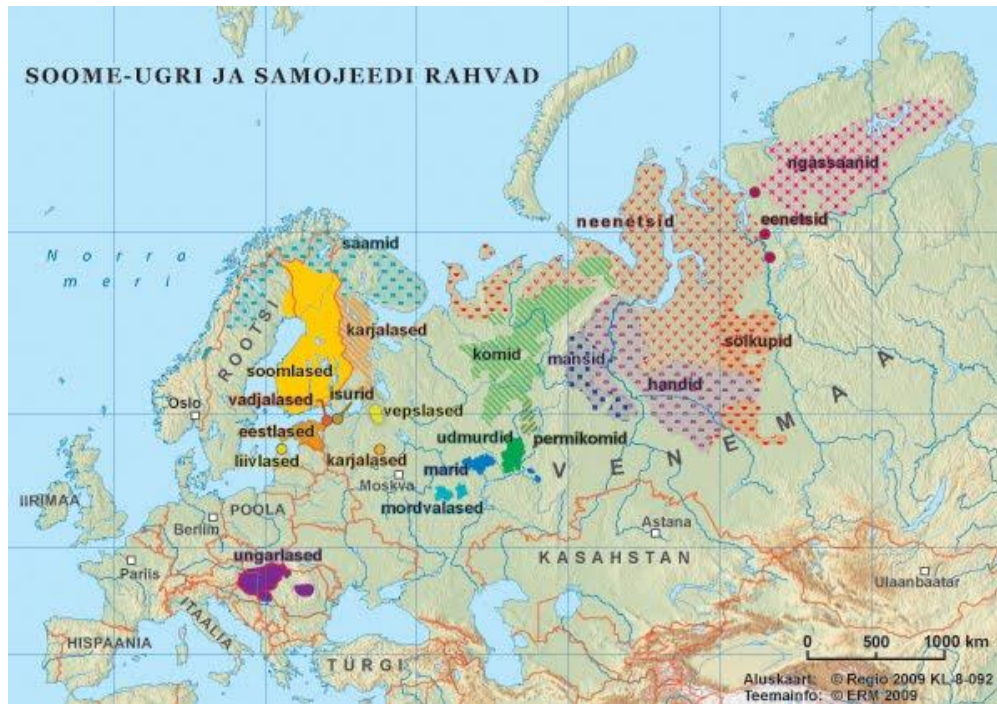 SOOME-UGRI JA SAMOJEEDI RAHVAD
ngassaanid
neenetsid
eenetsid
saamid
Norra
meri
ROOTSI
karjalased
komid
mansid
sölkupid
soomlased
handid
vadjalased
isurid
Oslo
vepslased
eestlased
udmurdid
permikomid
liivlased
karjalased
marid
VENEMAA
Moskva
mordvalased
IIRIMAA
POOLA
Berliin
Astana
ungarlased
KASAHSTAN
Pariis
Ulaanbaatar
ITAALIA
HISPAANIA
TÜRGI
0 500 1000 km
Aluskaart: © Regio 2009 KL-8-092
Teemainfo: © ERM 2009